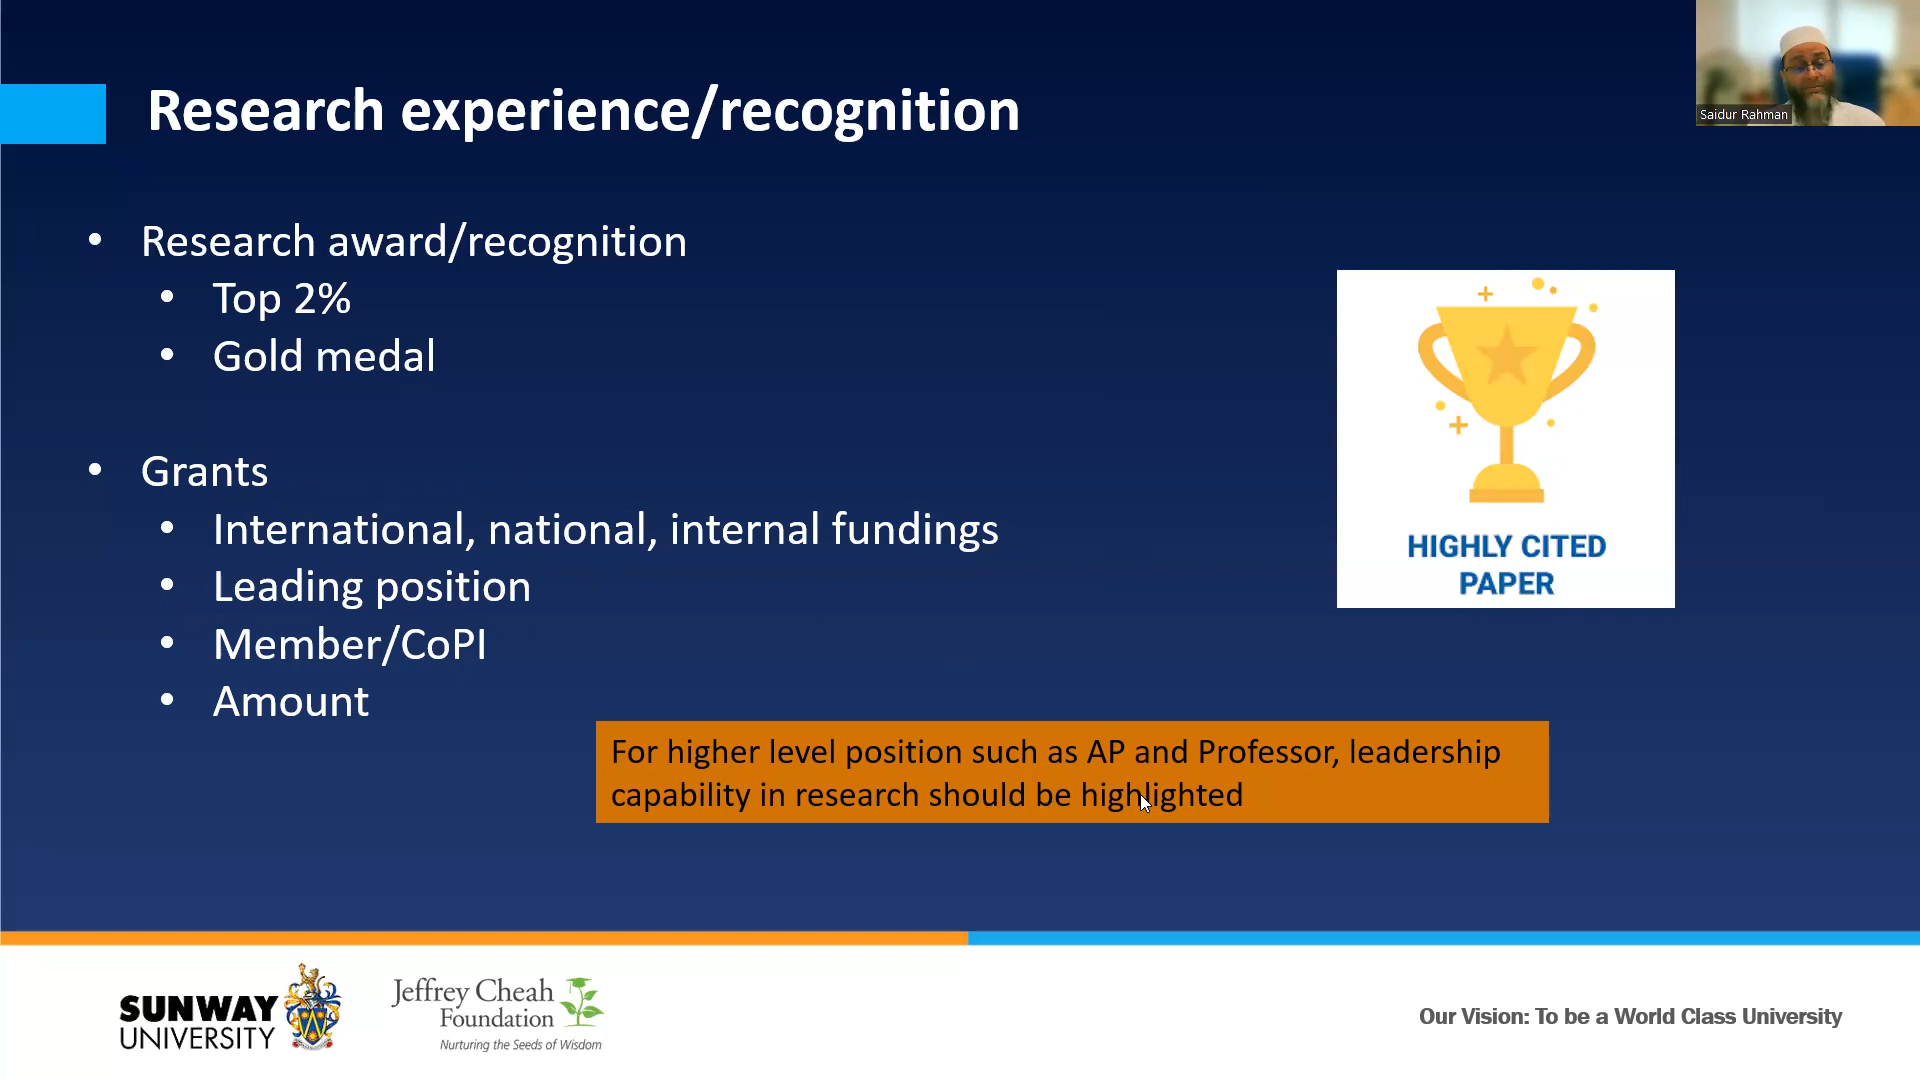 Research experience/recognition
Saidur Rahman
• Research award/recognition
• Top 2%
• Gold medal
• Grants
• International, national, internal fundings
• Leading position
• Member/CoPI
• Amount
HIGHLY CITED
PAPER
For higher level position such as AP and Professor, leadership
capability in research should be highlighted
SUNWAY
UNIVERSITY
Jeffrey Cheah
Foundation
Nurturing the Seeds of Wisdom
Our Vision: To be a World Class University